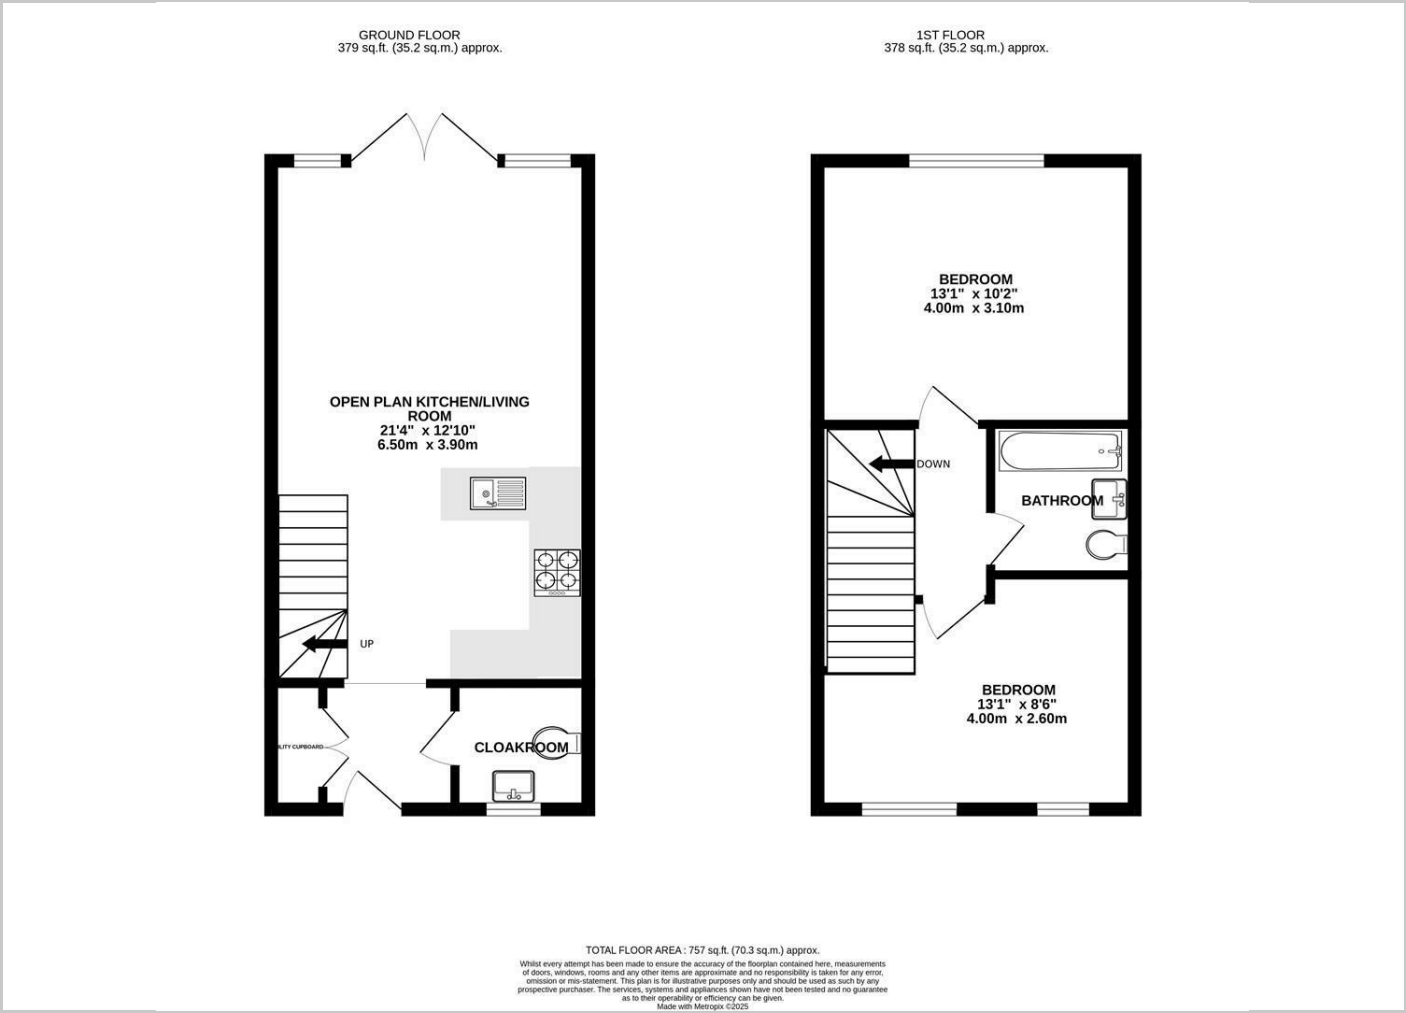 GROUND FLOOR
379 sq.ft. (35.2 sq.m.) approx.
1ST FLOOR
378 sq.ft. (35.2 sq.m.) approx.
OPEN PLAN KITCHEN/LIVING
ROOM
21'4" x 12'10"
6.50m x 3.90m
UP
ILITY CUPBOARD
CLOAKROOM
BEDROOM
13'1" x 10'2"
4.00m x 3.10m
DOWN
BATHROOM
BEDROOM
13'1" x 8'6"
4.00m x 2.60m
TOTAL FLOOR AREA : 757 sq.ft. (70.3 sq.m.) approx.
Whilst every attempt has been made to ensure the accuracy of the floorplan contained here, measurements
of doors, windows, rooms and any other items are approximate and no responsibility is taken for any error,
omission or mis-statement. This plan is for illustrative purposes only and should be used as such by any
prospective purchaser. The services, systems and appliances shown have not been tested and no guarantee
as to their operability or efficiency can be given.
Made with Metropix ©2025